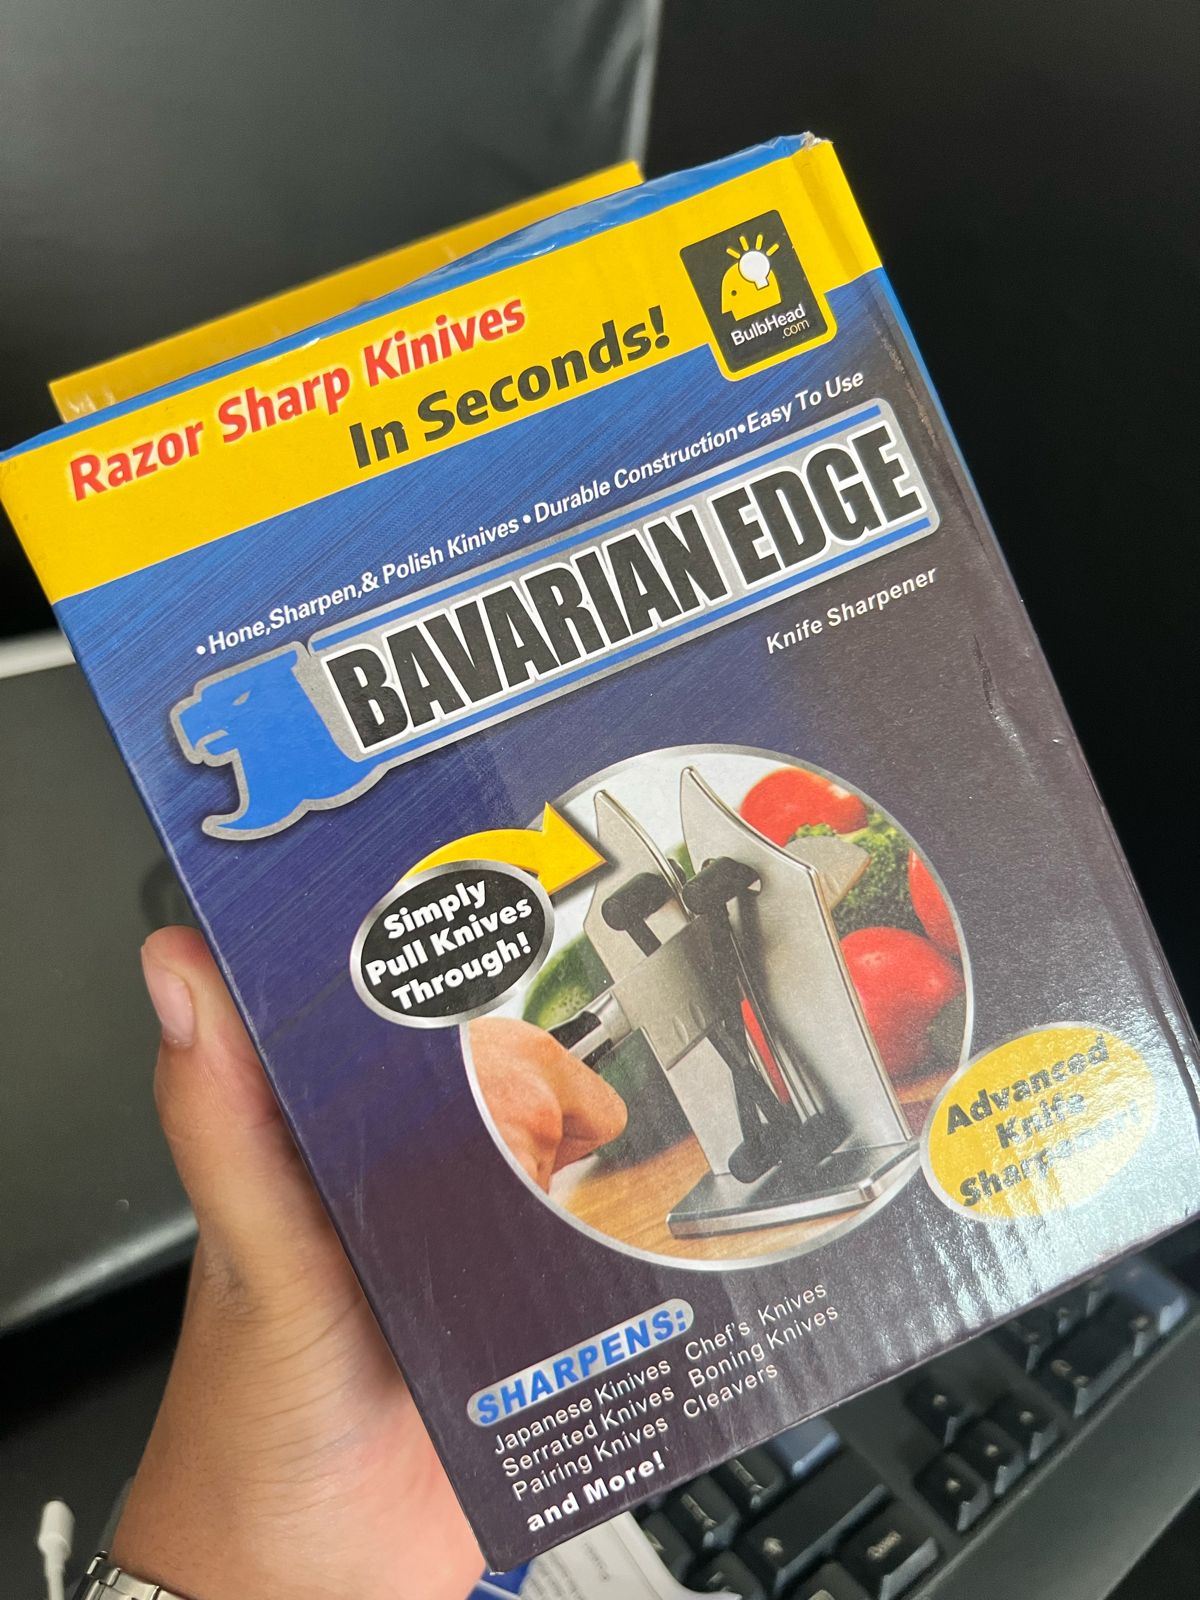 Razor Sharp Kinives
In Seconds!
BulbHead
.com
•Hone,Sharpen,& Polish Kinives•Durable Construction•Easy To Use
BAVARIAN EDGE
Knife Sharpener
Simply
Pull Knives
Through!
Advanced
Knife
SHARPENS:
Japanese Kinives
Serrated Knives
Pairing Knives
and More!
Chef's Knives
Boning Knives
Cleavers